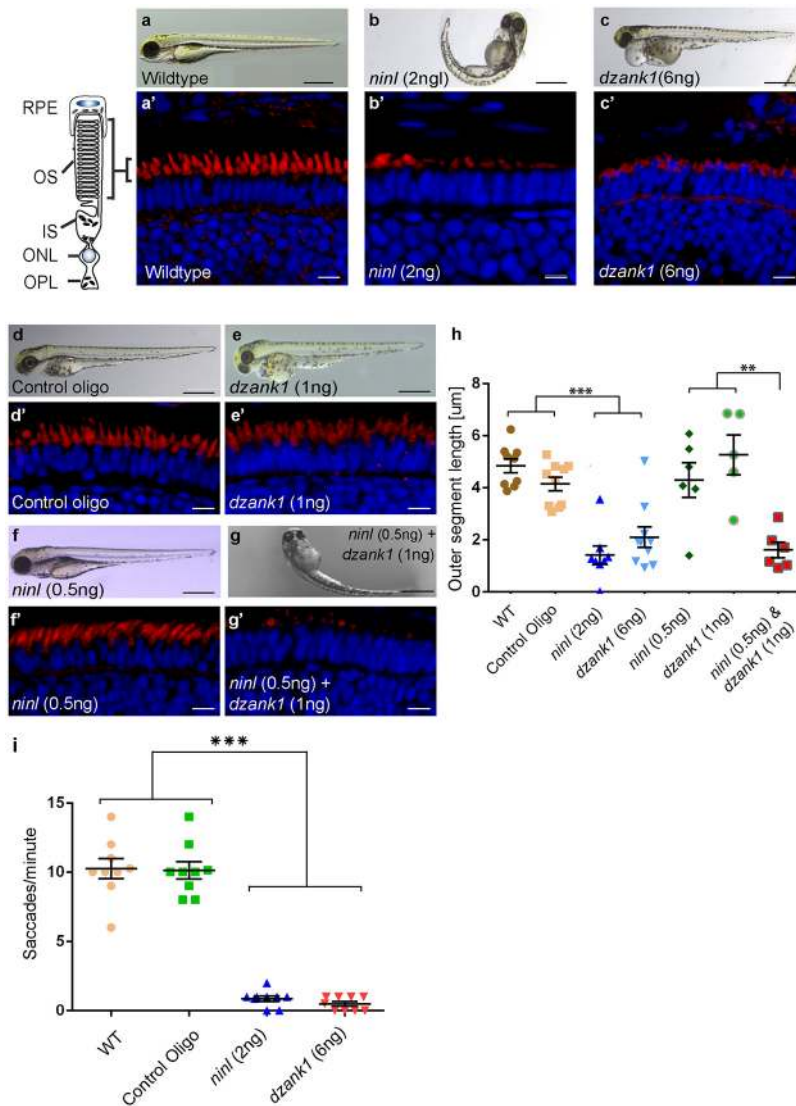 a
Wildtype
b
ninl (2ngl)
c
dzank1(6ng)
RPE
OS
IS
ONL
OPL
a'
Wildtype
b'
ninl (2ng)
c'
dzank1 (6ng)
d
Control oligo
e
dzank1 (1ng)
d'
Control oligo
e'
dzank1 (1ng)
f
ninl (0.5ng)
g
ninl (0.5ng) +
dzank1 (1ng)
f'
ninl (0.5ng)
g'
ninl (0.5ng) +
dzank1 (1ng)
h
Outer segment length [um]
8
6
4
2
0
***
**
WT
Control Oligo
ninl (2ng)
dzank1 (6ng)
ninl (0.5ng)
dzank1 (1ng)
ninl (0.5ng) &
dzank1 (1ng)
i
***
Saccades/minute
15
10
5
0
WT
Control Oligo
ninl (2ng)
dzank1 (6ng)